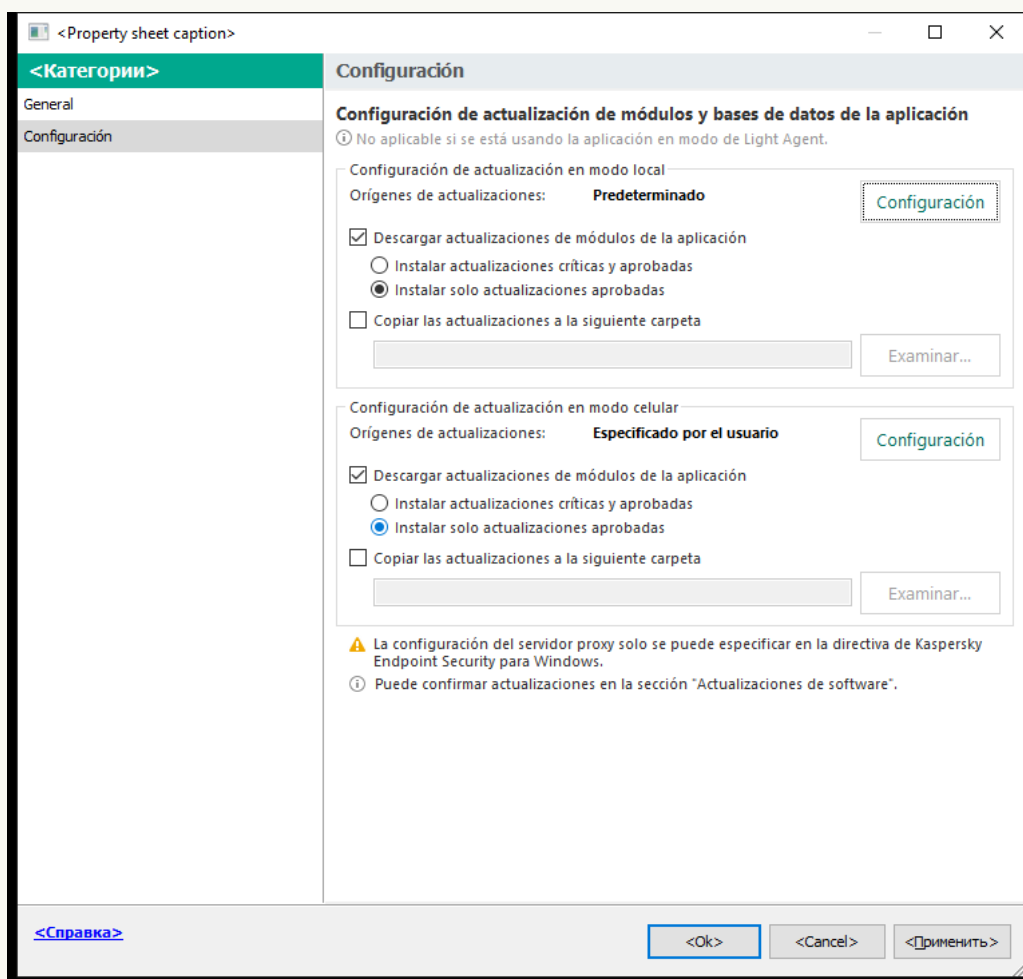 <Property sheet caption>
<Категории>
General
Configuración
Configuración
Configuración de actualización de módulos y bases de datos de la aplicación
No aplicable si se está usando la aplicación en modo de Light Agent.
Configuración de actualización en modo local
Orígenes de actualizaciones: Predeterminado
Configuración
Descargar actualizaciones de módulos de la aplicación
Instalar actualizaciones críticas y aprobadas
Instalar solo actualizaciones aprobadas
Copiar las actualizaciones a la siguiente carpeta
Examinar...
Configuración de actualización en modo celular
Orígenes de actualizaciones: Especificado por el usuario
Configuración
Descargar actualizaciones de módulos de la aplicación
Instalar actualizaciones críticas y aprobadas
Instalar solo actualizaciones aprobadas
Copiar las actualizaciones a la siguiente carpeta
Examinar...
La configuración del servidor proxy solo se puede especificar en la directiva de Kaspersky
Endpoint Security para Windows.
Puede confirmar actualizaciones en la sección "Actualizaciones de software".
<Справка>
<Ok> <Cancel> <Применить>